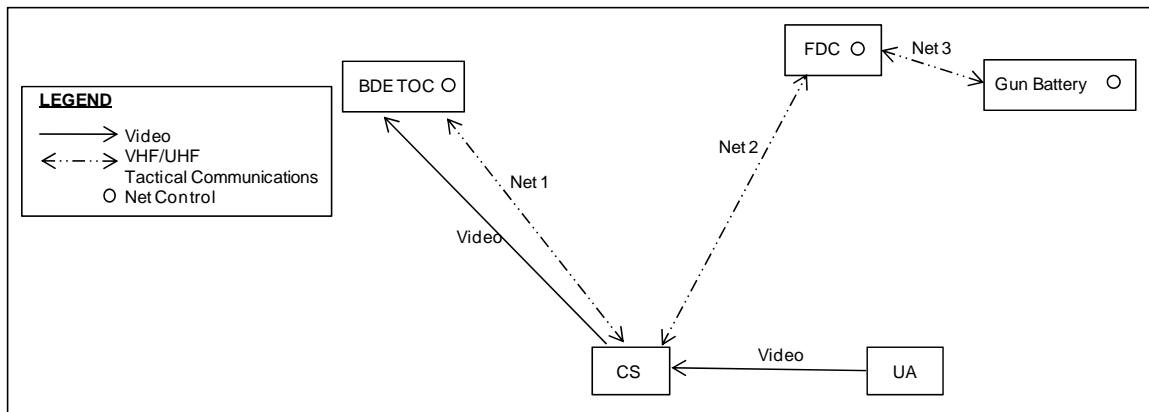 FDC
Net 3
BDE TOC
Gun Battery
LEGEND
Video
VHF/UHF
Tactical Communications
Net Control
Net 2
Net 1
Video
Video
CS
UA